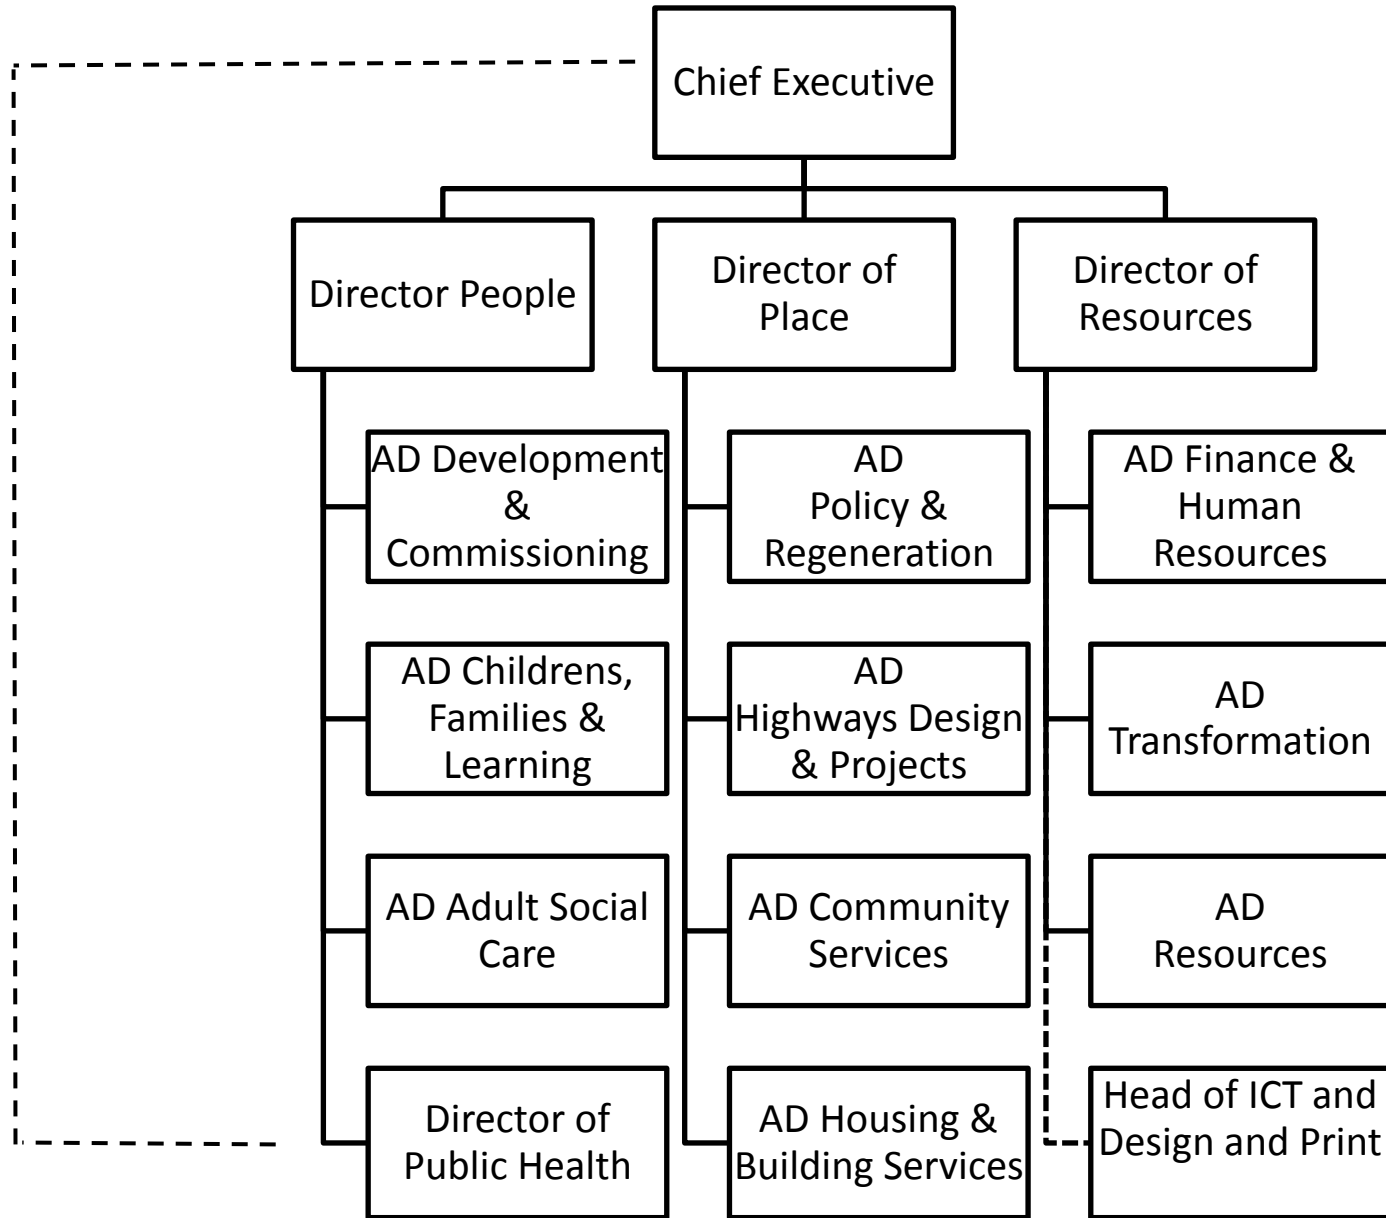 Chief Executive
Director People
Director of
Place
Director of
Resources
AD Development
&
Commissioning
AD
Policy &
Regeneration
AD Finance &
Human
Resources
AD Childrens,
Families &
Learning
AD
Highways Design
& Projects
AD
Transformation
AD Adult Social
Care
AD Community
Services
AD
Resources
Director of
Public Health
AD Housing &
Building Services
Head of ICT and
Design and Print